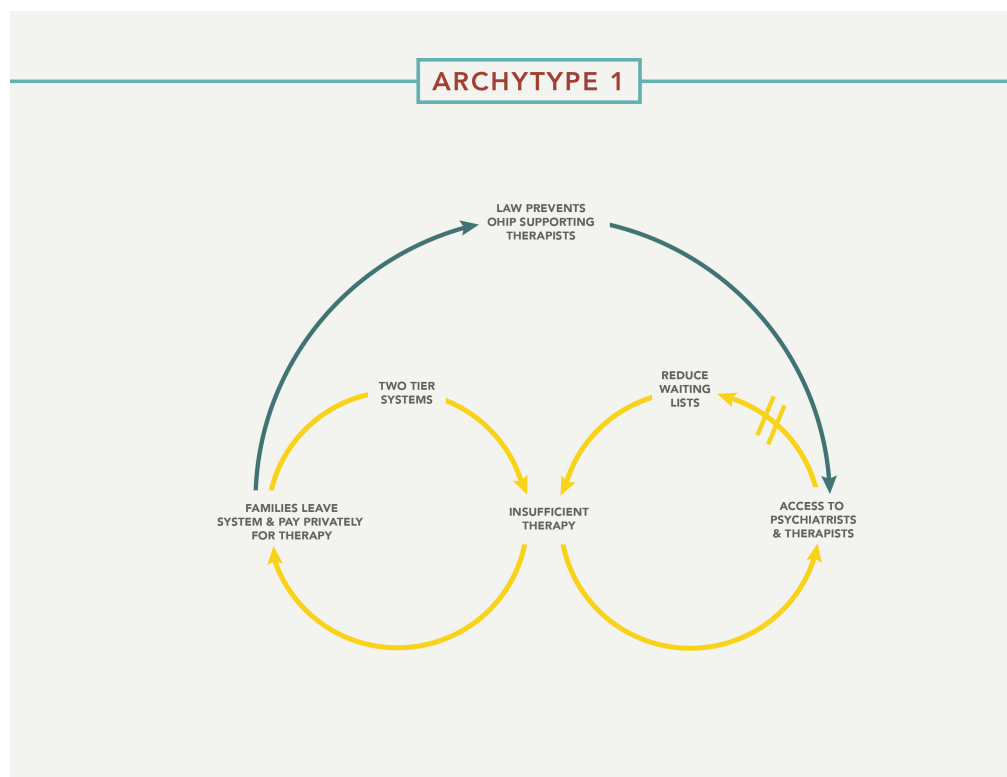 ARCHYTYPE 1
LAW PREVENTS
OHIP SUPPORTING
THERAPISTS
TWO TIER
SYSTEMS
REDUCE
WAITING
LISTS
FAMILIES LEAVE
SYSTEM & PAY PRIVATELY
FOR THERAPY
INSUFFICIENT
THERAPY
ACCESS TO
PSYCHIATRISTS
& THERAPISTS